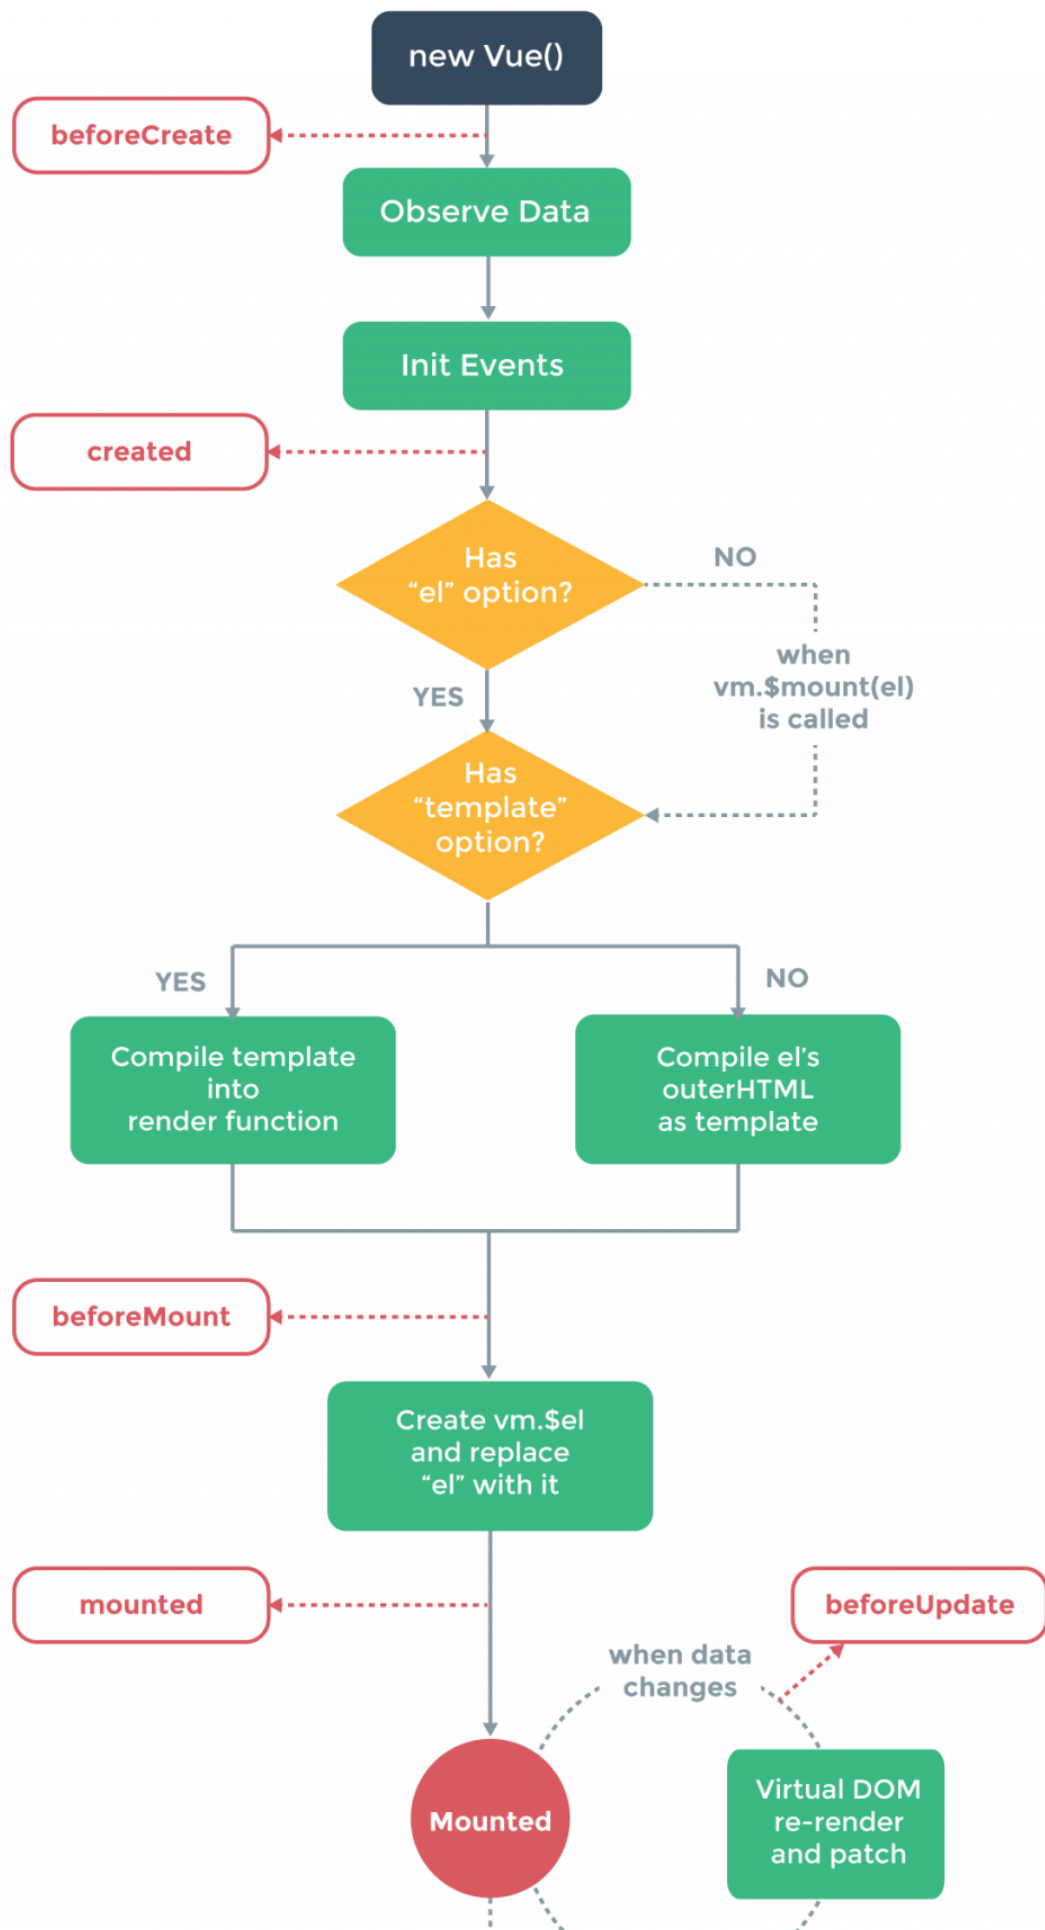 new Vue()
beforeCreate
Observe Data
Init Events
created
Has
“el” option?
NO
when
vm.$mount(el)
is called
YES
Has
“template”
option?
YES
NO
Compile template
into
render function
Compile el’s
outerHTML
as template
beforeMount
Create vm.$el
and replace
“el” with it
mounted
beforeUpdate
when data
changes
Mounted
Virtual DOM
re-render
and patch